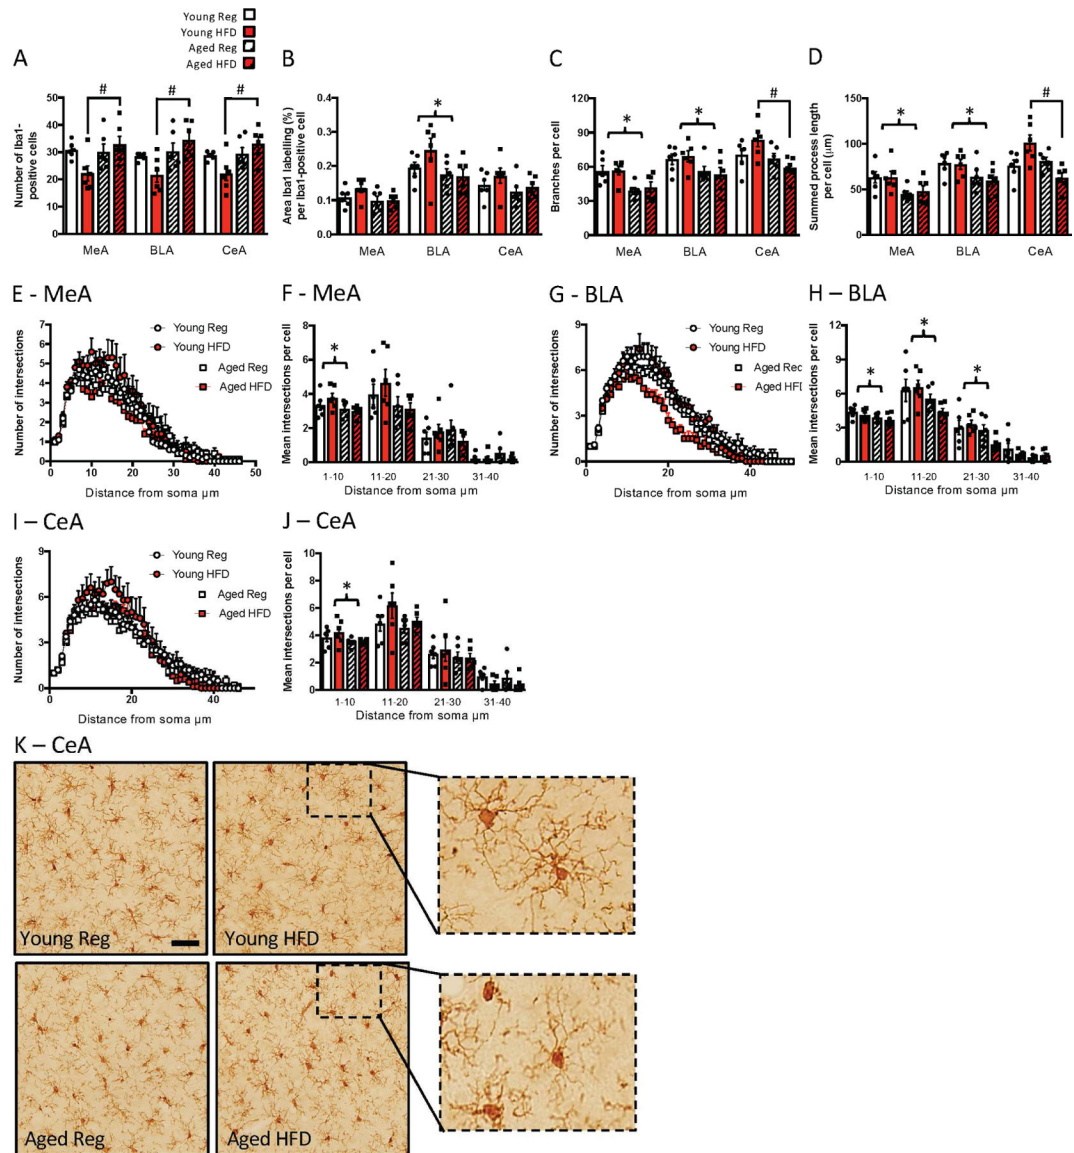 Young Reg
Young HFD
Aged Reg
Aged HFD
A
B
C
D
Number of Iba1-
positive cells
50
40
30
20
10
0
#
#
#
MeA
BLA
CeA
Area Iba1 labelling (%)
per Iba1-positive cell
0.4
0.3
0.2
0.1
0.0
*
MeA
BLA
CeA
Branches per cell
120
90
60
30
0
*
*
#
MeA
BLA
CeA
Summed process length
per cell (µm)
150
100
50
0
*
*
#
MeA
BLA
CeA
E - MeA
Number of intersections
7
6
5
4
3
2
1
0
Young Reg
Young HFD
Aged Reg
Aged HFD
0
10
20
30
40
50
Distance from soma µm
F - MeA
Mean intersections per cell
8
6
4
2
0
*
1-10
11-20
21-30
31-40
Distance from soma µm
G - BLA
Number of intersections
9
6
3
0
Young Reg
Young HFD
Aged Rec
Aged HFD
0
20
40
Distance from soma µm
H – BLA
Mean intersections per cell
12
9
6
3
0
*
*
*
1-10
11-20
21-30
31-40
Distance from soma µm
I – CeA
Number of intersections
9
6
3
0
Young Reg
Young HFD
Aged Reg
Aged HFD
0
20
40
Distance from soma µm
J – CeA
Mean intersections per cell
10
8
6
4
2
0
*
1-10
11-20
21-30
31-40
Distance from soma µm
K – CeA
Young Reg
Young HFD
Aged Reg
Aged HFD